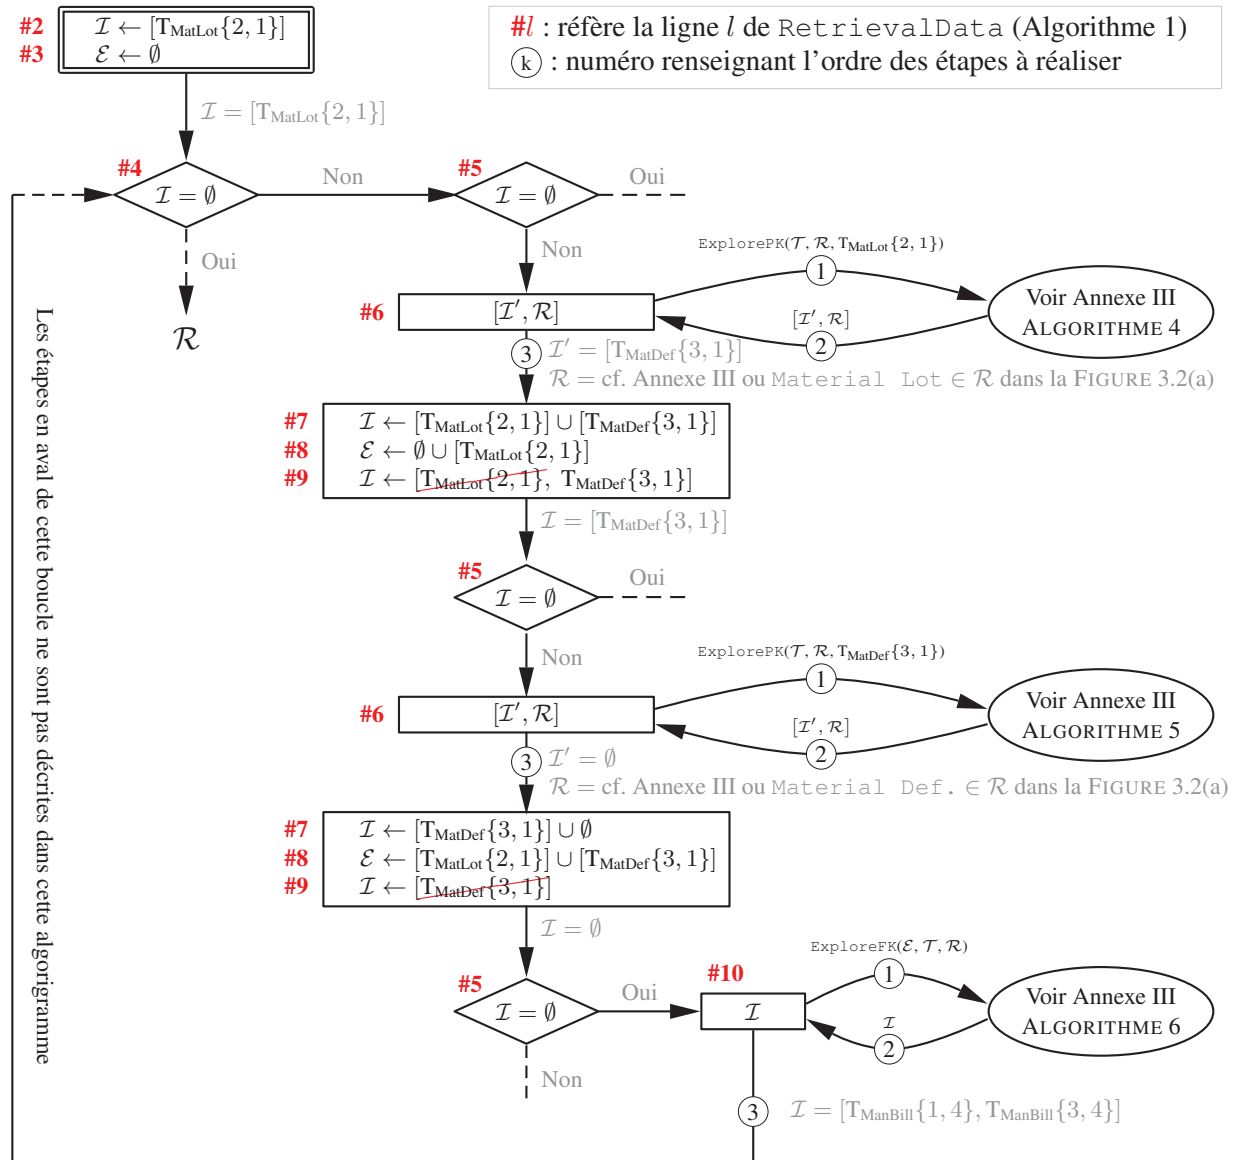 #2 ℐ ← [T_MatLot{2, 1}]
#3 ℰ ← ∅
#l : réfère la ligne l de RetrievalData (Algorithme 1)
k : numéro renseignant l'ordre des étapes à réaliser
ℐ = [T_MatLot{2, 1}]
#4 ℐ = ∅
Non
#5 ℐ = ∅
Oui
Oui
ℛ
Non
ExplorePK(𝒯, ℛ, T_MatLot{2, 1})
1
#6 [ℐ′, ℛ]
[ℐ′, ℛ]
2
Voir Annexe III
ALGORITHME 4
3 ℐ′ = [T_MatDef{3, 1}]
ℛ = cf. Annexe III ou Material Lot ∈ ℛ dans la FIGURE 3.2(a)
#7 ℐ ← [T_MatLot{2, 1}] ∪ [T_MatDef{3, 1}]
#8 ℰ ← ∅ ∪ [T_MatLot{2, 1}]
#9 ℐ ← [T_MatLot{2, 1}, T_MatDef{3, 1}]
ℐ = [T_MatDef{3, 1}]
#5 ℐ = ∅
Oui
Non
ExplorePK(𝒯, ℛ, T_MatDef{3, 1})
1
#6 [ℐ′, ℛ]
[ℐ′, ℛ]
2
Voir Annexe III
ALGORITHME 5
3 ℐ′ = ∅
ℛ = cf. Annexe III ou Material Def. ∈ ℛ dans la FIGURE 3.2(a)
#7 ℐ ← [T_MatDef{3, 1}] ∪ ∅
#8 ℰ ← [T_MatLot{2, 1}] ∪ [T_MatDef{3, 1}]
#9 ℐ ← [T_MatDef{3, 1}]
ℐ = ∅
#5 ℐ = ∅
Oui
Non
#10 ℐ
ExploreFK(ℰ, 𝒯, ℛ)
1
ℐ
2
Voir Annexe III
ALGORITHME 6
3 ℐ = [T_ManBill{1, 4}, T_ManBill{3, 4}]
Les étapes en aval de cette boucle ne sont pas décrites dans cette algorigramme